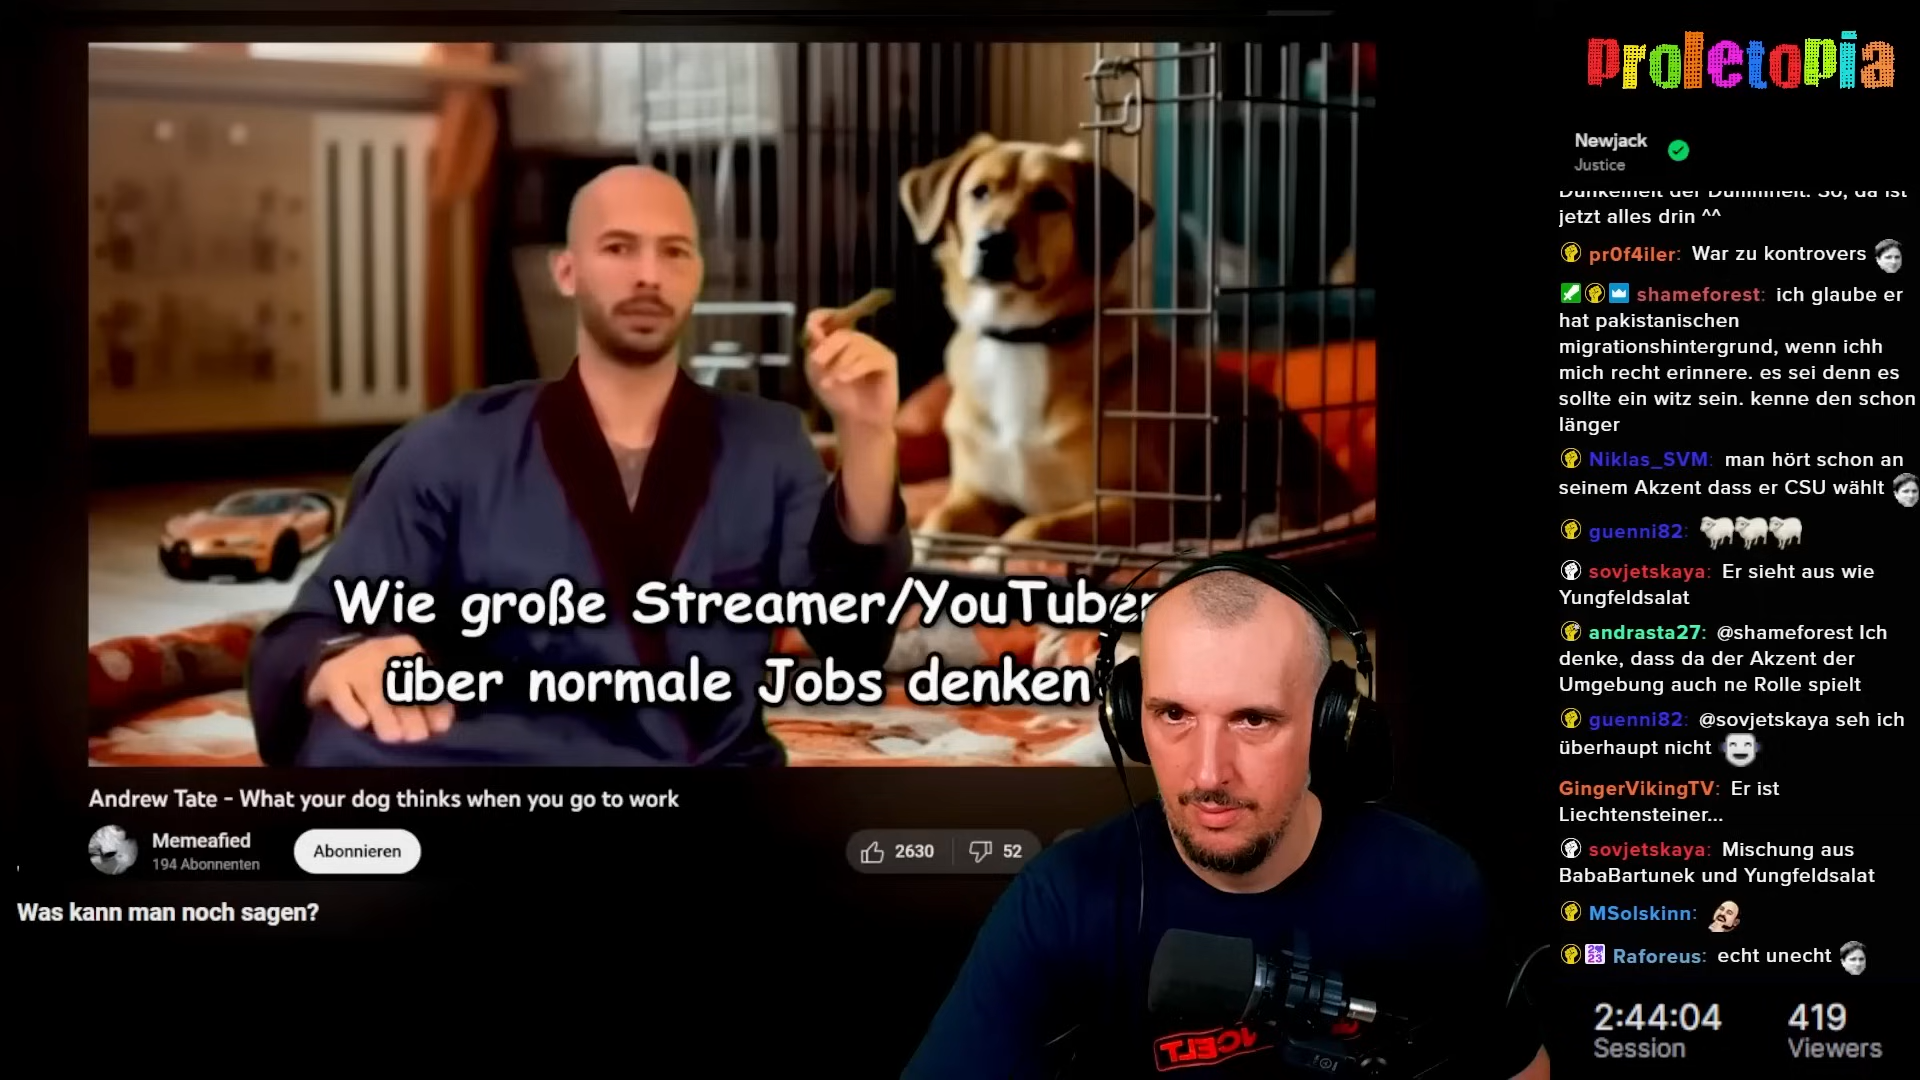 Proletopia
Newjack
Justice
Dunkelheit der Dummheit. So, da ist
jetzt alles drin ^^
pr0f4iler: War zu kontrovers
shameforest: ich glaube er
hat pakistanischen
migrationshintergrund, wenn ichh
mich recht erinnere. es sei denn es
sollte ein witz sein. kenne den schon
länger
Niklas_SVM: man hört schon an
seinem Akzent dass er CSU wählt
guenni82:
sovjetskaya: Er sieht aus wie
Yungfeldsalat
andrasta27: @shameforest Ich
denke, dass da der Akzent der
Umgebung auch ne Rolle spielt
guenni82: @sovjetskaya seh ich
überhaupt nicht
GingerVikingTV: Er ist
Liechtensteiner...
sovjetskaya: Mischung aus
BabaBartunek und Yungfeldsalat
MSolskinn:
Raforeus: echt unecht
2:44:04
Session
419
Viewers
Wie große Streamer/YouTuber
über normale Jobs denken
Andrew Tate - What your dog thinks when you go to work
Memeafied
194 Abonnenten
Abonnieren
2630
52
Was kann man noch sagen?